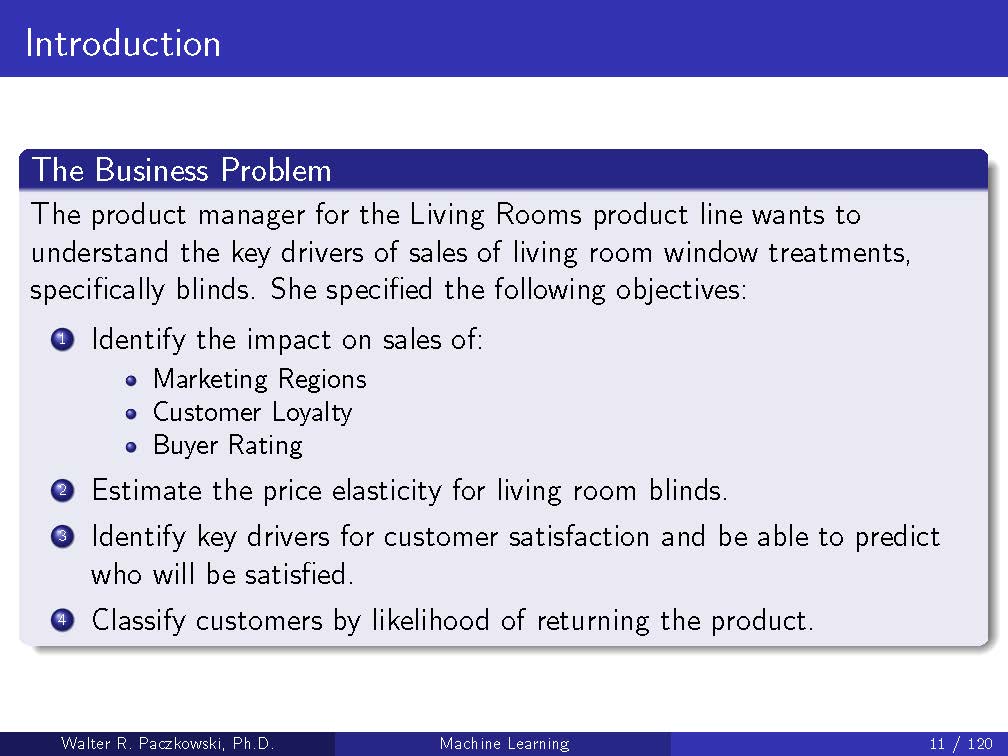 Introduction
The Business Problem
The product manager for the Living Rooms product line wants to
understand the key drivers of sales of living room window treatments,
specifically blinds. She specified the following objectives:
1 Identify the impact on sales of:
• Marketing Regions
• Customer Loyalty
• Buyer Rating
2 Estimate the price elasticity for living room blinds.
3 Identify key drivers for customer satisfaction and be able to predict
who will be satisfied.
4 Classify customers by likelihood of returning the product.
Walter R. Paczkowski, Ph.D. Machine Learning 11 / 120